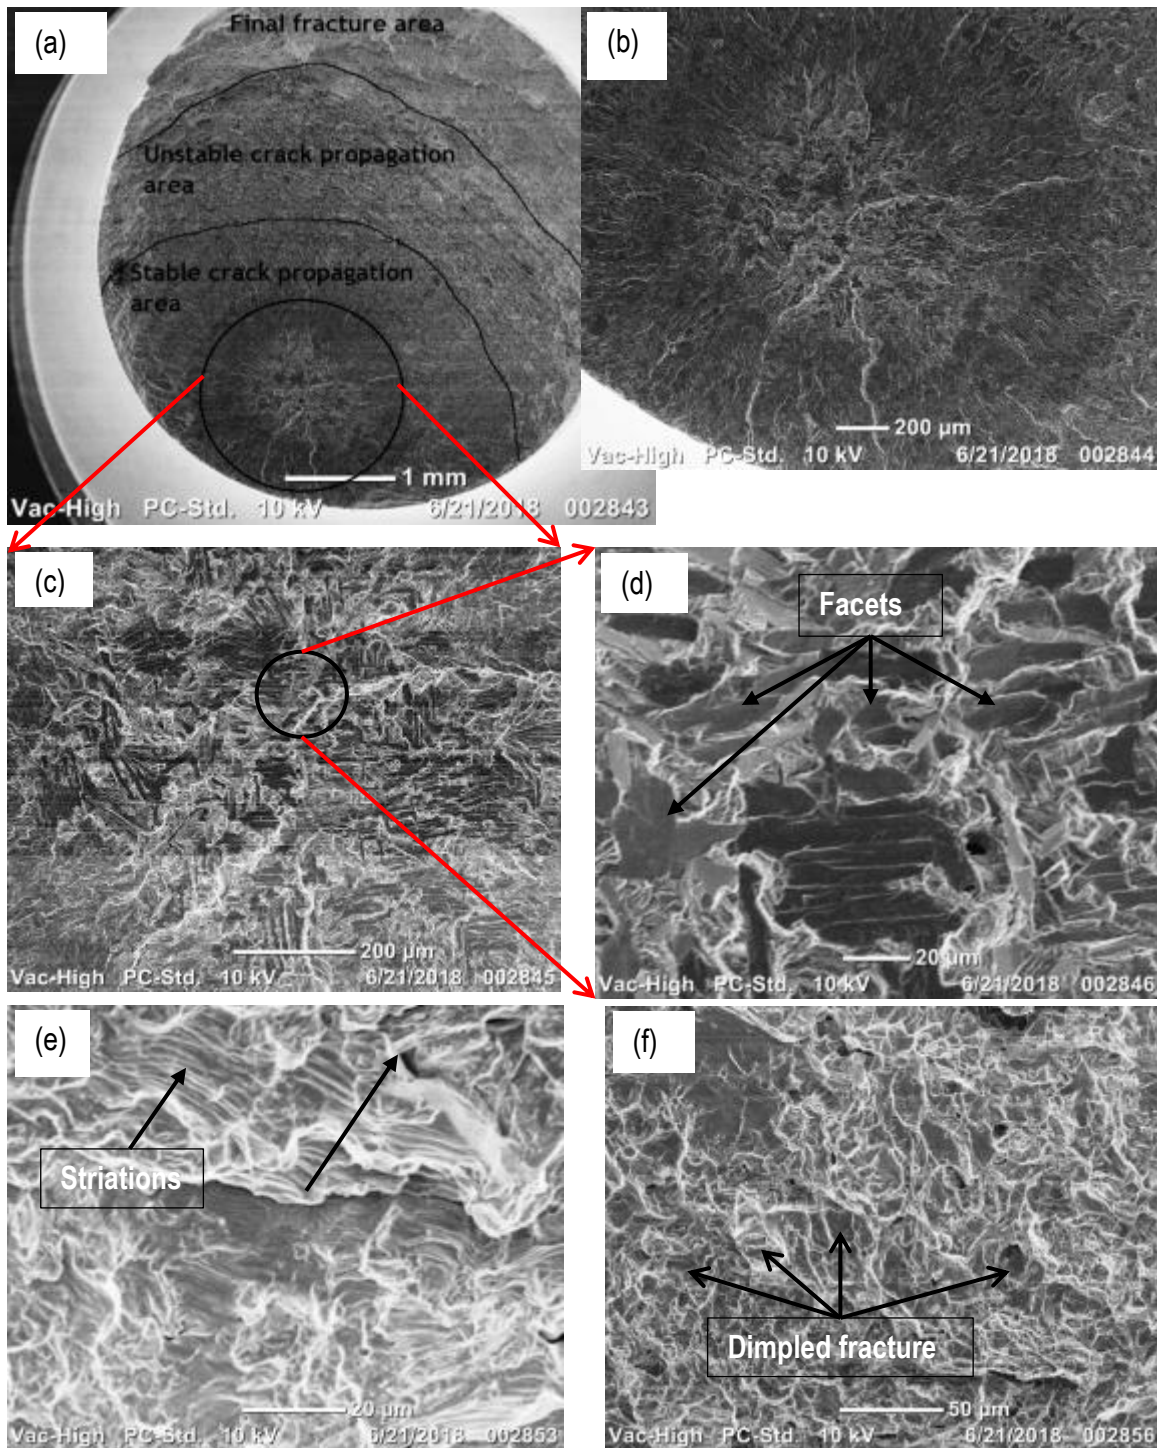 (a)
Final fracture area
Unstable crack propagation
area
Stable crack propagation
area
1 mm
Vac-High PC-Std. 10 kV 6/21/2018 002843
(b)
200 µm
Vac-High PC-Std. 10 kV 6/21/2018 002844
(c)
200 µm
Vac-High PC-Std. 10 kV 6/21/2018 002845
(d)
Facets
20 µm
Vac-High PC-Std. 10 kV 6/21/2018 002846
(e)
Striations
20 µm
Vac-High PC-Std. 10 kV 6/21/2018 002853
(f)
Dimpled fracture
50 µm
Vac-High PC-Std. 10 kV 6/21/2018 002856